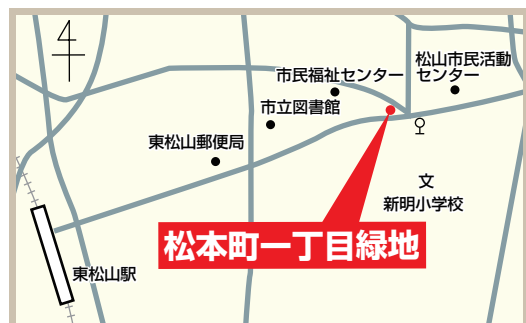 松山市民活動
センター
市民福祉センター
市立図書館
東松山郵便局
文
新明小学校
松本町一丁目緑地
東松山駅